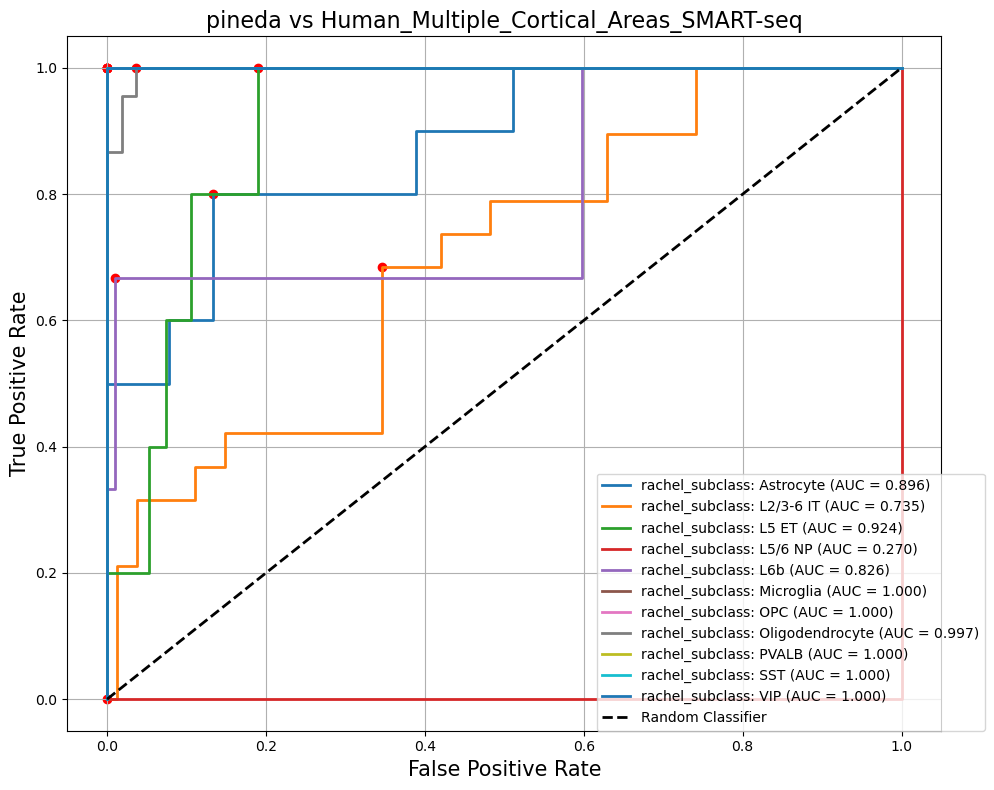 pineda vs Human_Multiple_Cortical_Areas_SMART-seq
True Positive Rate
1.0
0.8
0.6
0.4
0.2
0.0
rachel_subclass: Astrocyte (AUC = 0.896)
rachel_subclass: L2/3-6 IT (AUC = 0.735)
rachel_subclass: L5 ET (AUC = 0.924)
rachel_subclass: L5/6 NP (AUC = 0.270)
rachel_subclass: L6b (AUC = 0.826)
rachel_subclass: Microglia (AUC = 1.000)
rachel_subclass: OPC (AUC = 1.000)
rachel_subclass: Oligodendrocyte (AUC = 0.997)
rachel_subclass: PVALB (AUC = 1.000)
rachel_subclass: SST (AUC = 1.000)
rachel_subclass: VIP (AUC = 1.000)
Random Classifier
0.0 0.2 0.4 0.6 0.8 1.0
False Positive Rate